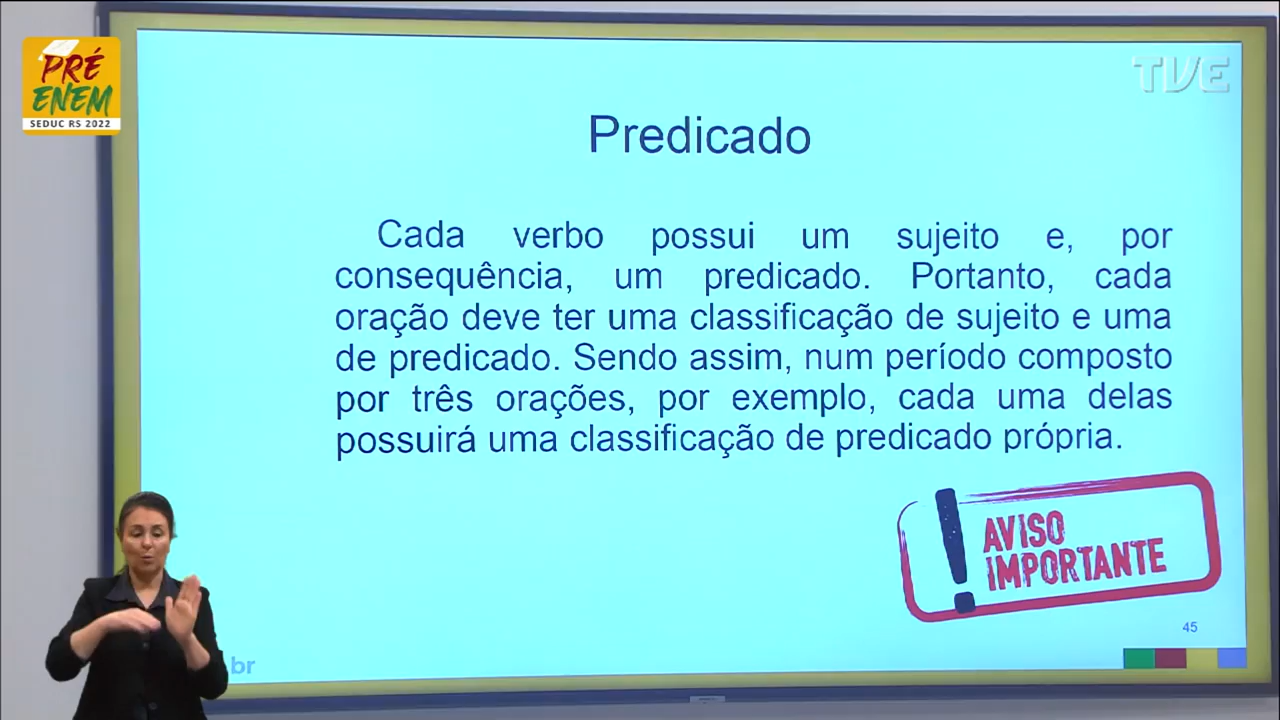 PRÉ
ENEM
SEDUC RS 2022
TVE
Predicado
Cada verbo possui um sujeito e, por
consequência, um predicado. Portanto, cada
oração deve ter uma classificação de sujeito e uma
de predicado. Sendo assim, num período composto
por três orações, por exemplo, cada uma delas
possuirá uma classificação de predicado própria.
! AVISO
IMPORTANTE
45
br